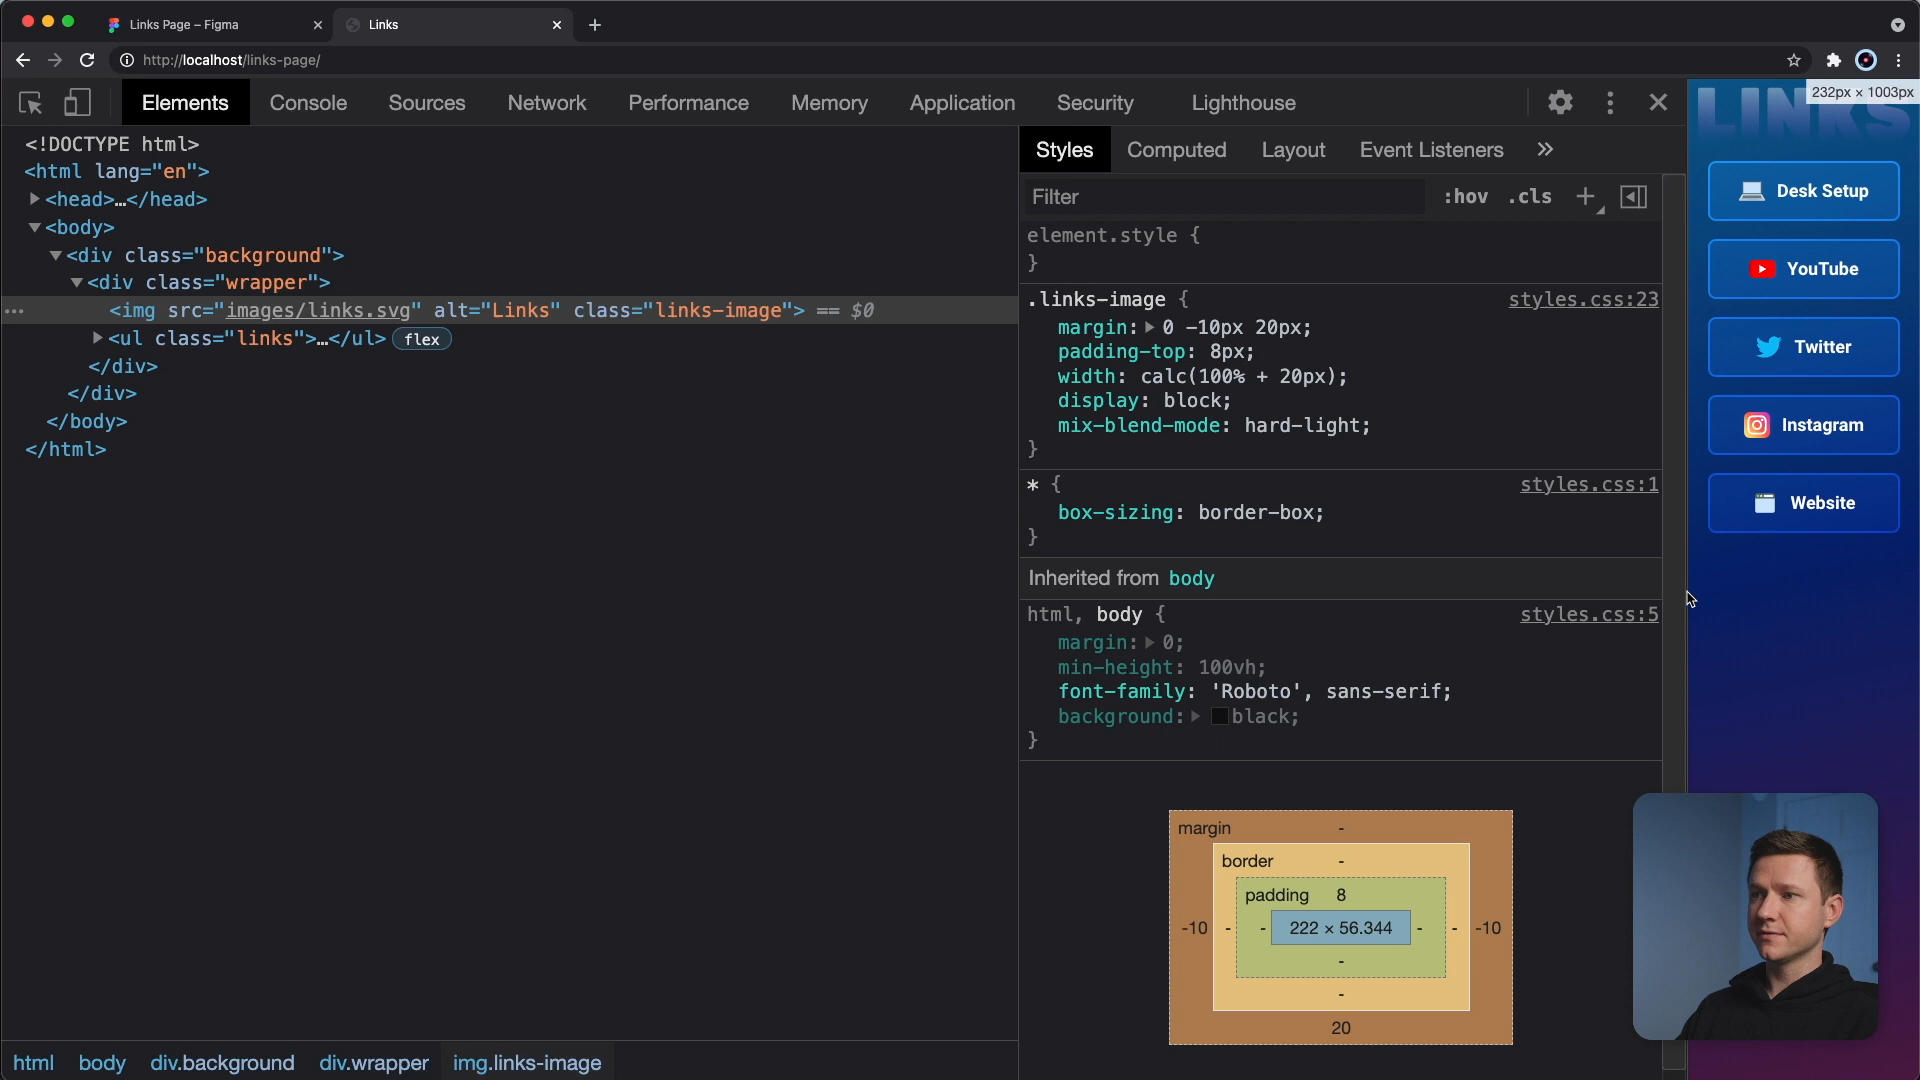 Links Page – Figma
Links
http://localhost/links-page/
Elements
Console
Sources
Network
Performance
Memory
Application
Security
Lighthouse
<!DOCTYPE html>
<html lang="en">
<head>…</head>
<body>
<div class="background">
<div class="wrapper">
<img src="images/links.svg" alt="Links" class="links-image"> == $0
<ul class="links">…</ul> flex
</div>
</div>
</body>
</html>
html body div.background div.wrapper img.links-image
Styles Computed Layout Event Listeners »
Filter :hov .cls +
element.style {
}
.links-image { styles.css:23
margin: 0 -10px 20px;
padding-top: 8px;
width: calc(100% + 20px);
display: block;
mix-blend-mode: hard-light;
}
* { styles.css:1
box-sizing: border-box;
}
Inherited from body
html, body { styles.css:5
margin: 0;
min-height: 100vh;
font-family: 'Roboto', sans-serif;
background: black;
}
margin -
border -
padding 8
-10 - - 222 × 56.344 - - -10
-
-
20
232px × 1003px
LINKS
Desk Setup
YouTube
Twitter
Instagram
Website